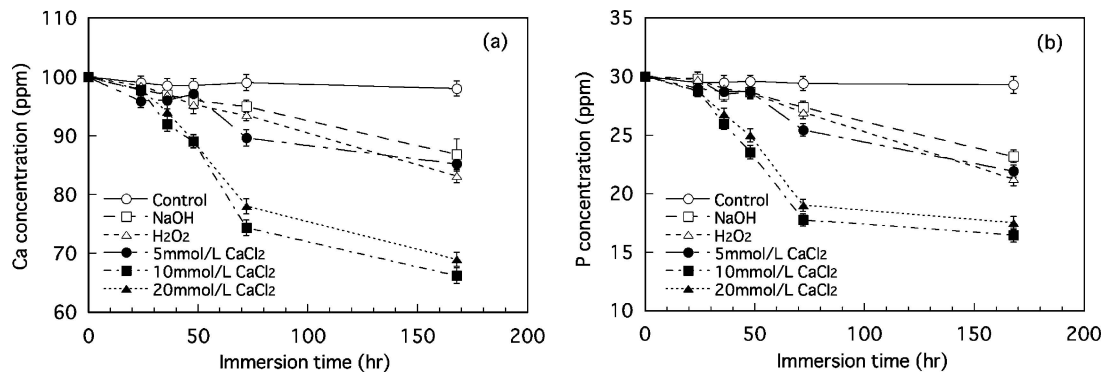 110
100
90
80
70
60
Ca concentration (ppm)
(a)
Control
NaOH
H2O2
5mmol/L CaCl2
10mmol/L CaCl2
20mmol/L CaCl2
0
50
100
150
200
Immersion time (hr)
35
30
25
20
15
10
P concentration (ppm)
(b)
Control
NaOH
H2O2
5mmol/L CaCl2
10mmol/L CaCl2
20mmol/L CaCl2
0
50
100
150
200
Immersion time (hr)